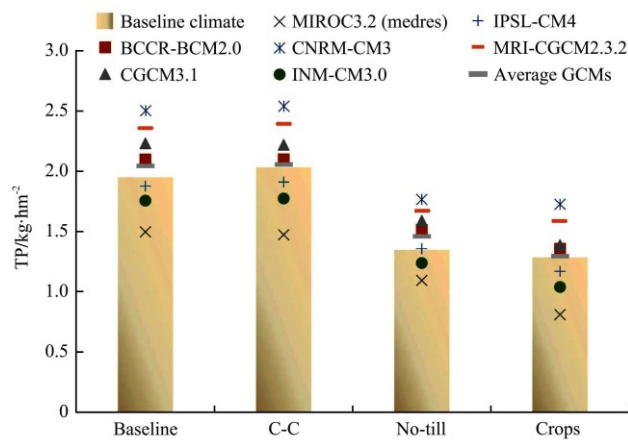 Baseline climate
MIROC3.2 (medres)
IPSL-CM4
BCCR-BCM2.0
CNRM-CM3
MRI-CGCM2.3.2
CGCM3.1
INM-CM3.0
Average GCMs
TP/kg·hm⁻²
3.0
2.5
2.0
1.5
1.0
0.5
0
Baseline
C-C
No-till
Crops